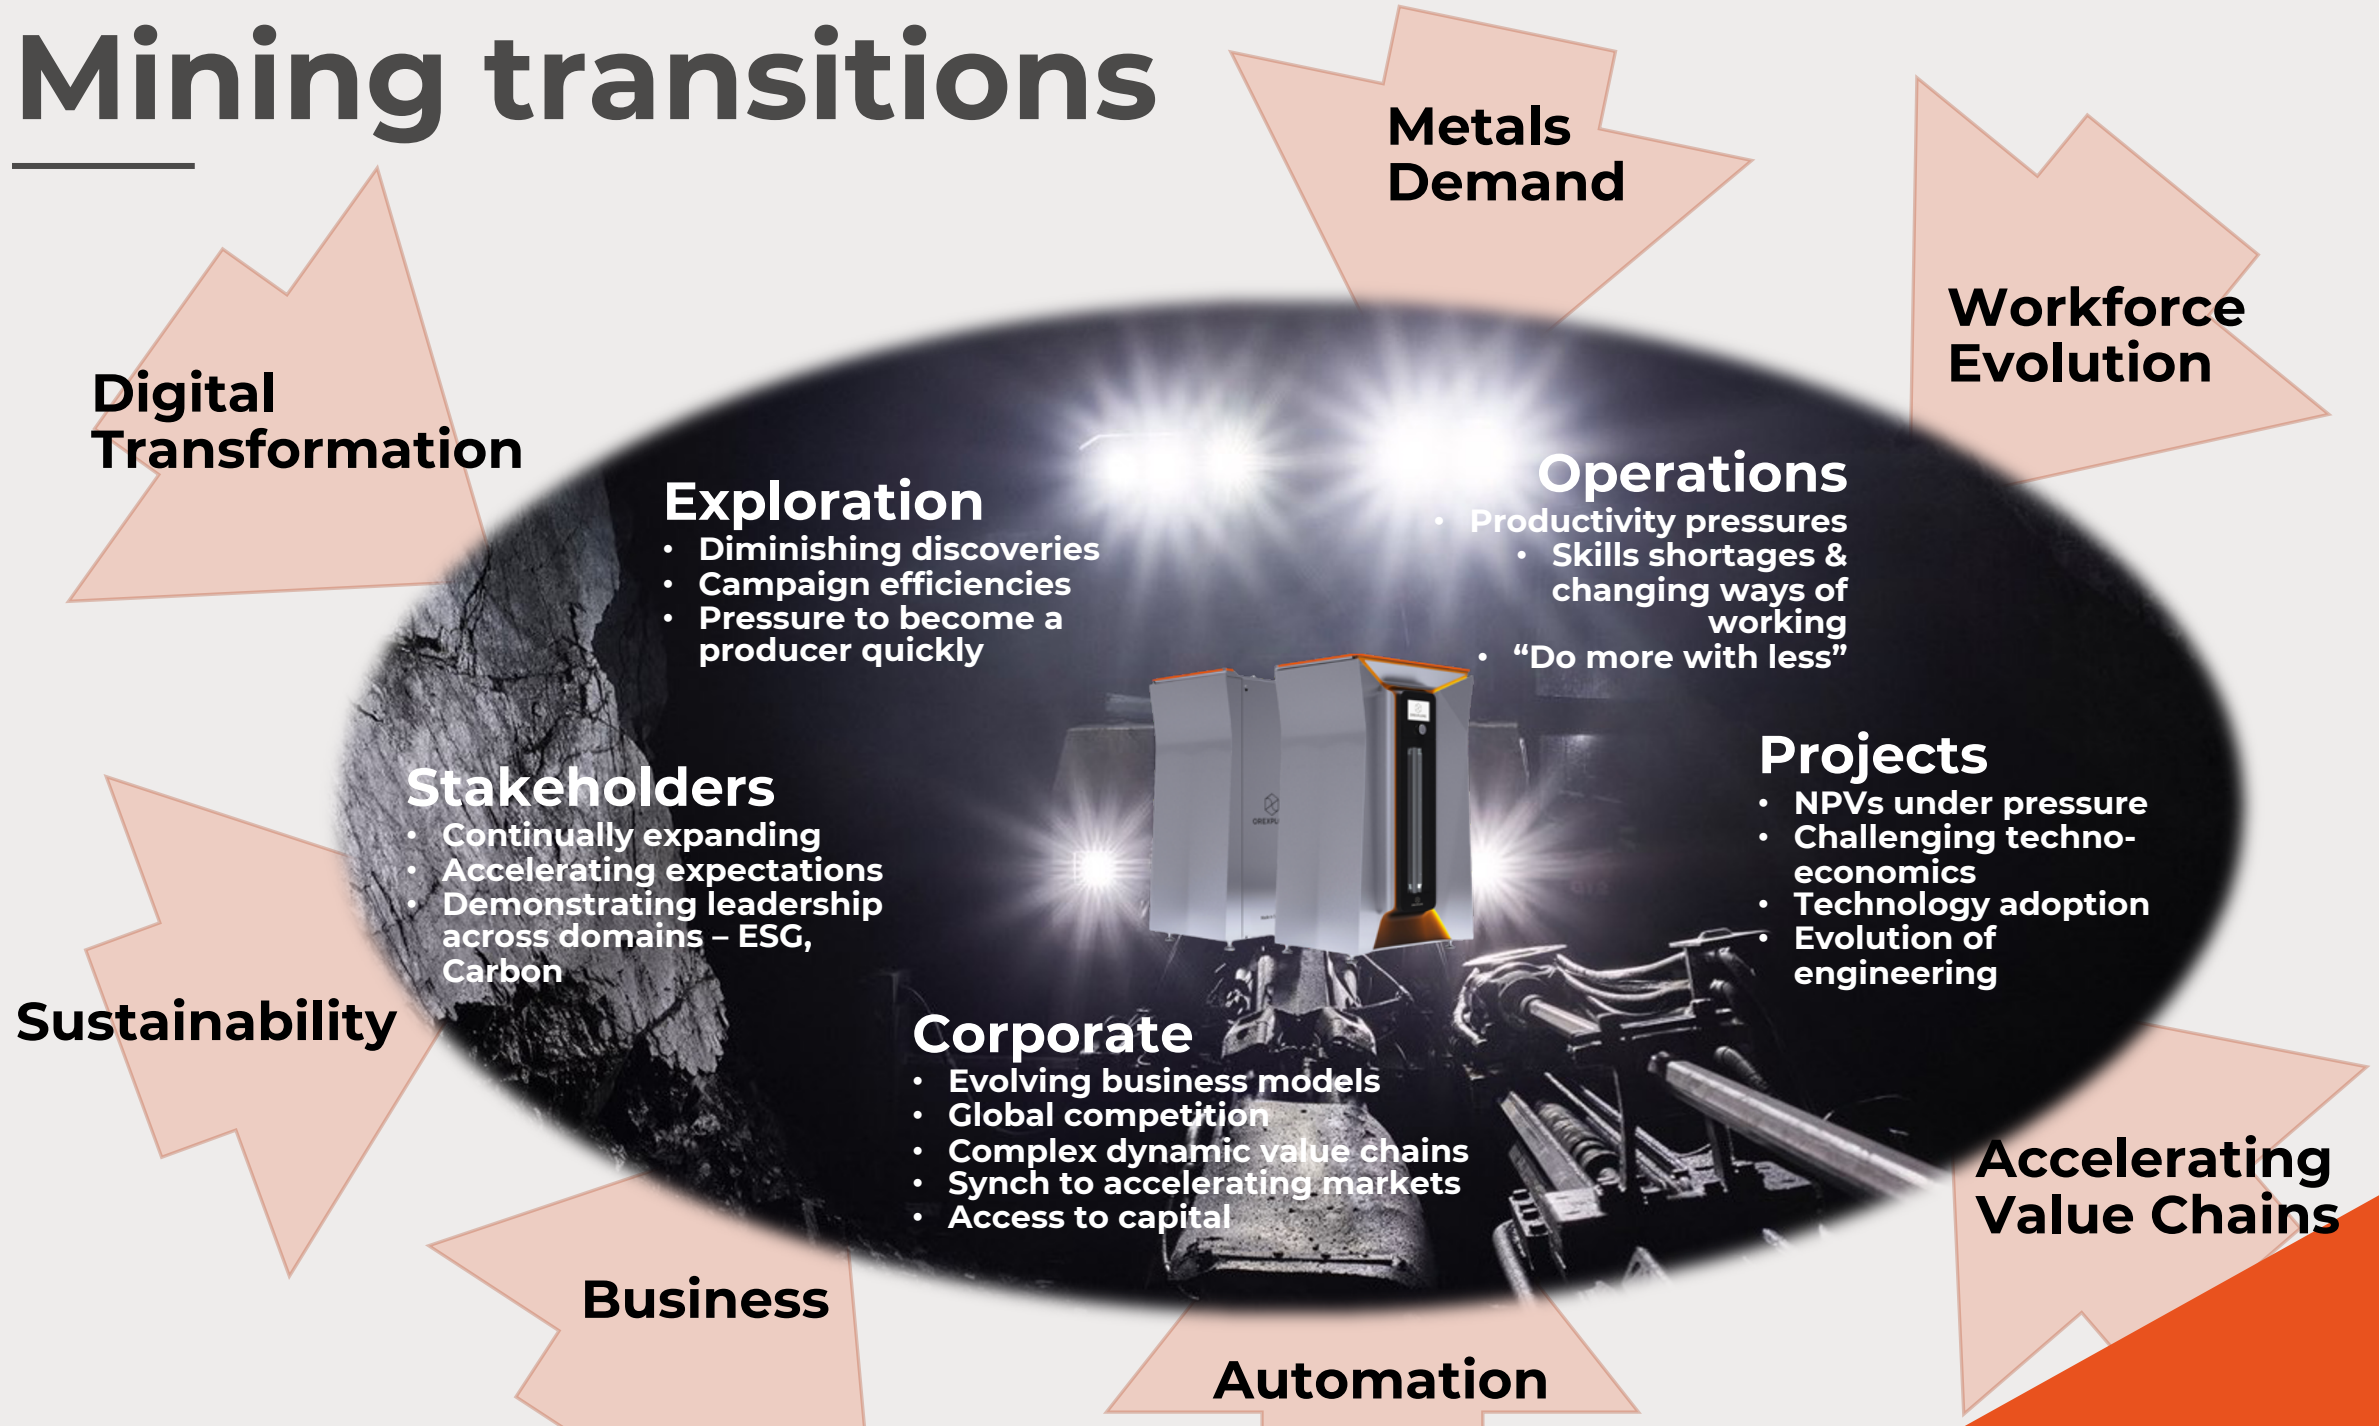 Mining transitions
Metals
Demand
Workforce
Evolution
Digital
Transformation
Exploration
• Diminishing discoveries
• Campaign efficiencies
• Pressure to become a
producer quickly
Operations
• Productivity pressures
• Skills shortages &
changing ways of
working
• “Do more with less”
Stakeholders
• Continually expanding
• Accelerating expectations
• Demonstrating leadership
across domains – ESG,
Carbon
Projects
• NPVs under pressure
• Challenging techno-
economics
• Technology adoption
• Evolution of
engineering
Sustainability
Corporate
• Evolving business models
• Global competition
• Complex dynamic value chains
• Synch to accelerating markets
• Access to capital
Accelerating
Value Chains
Business
Automation